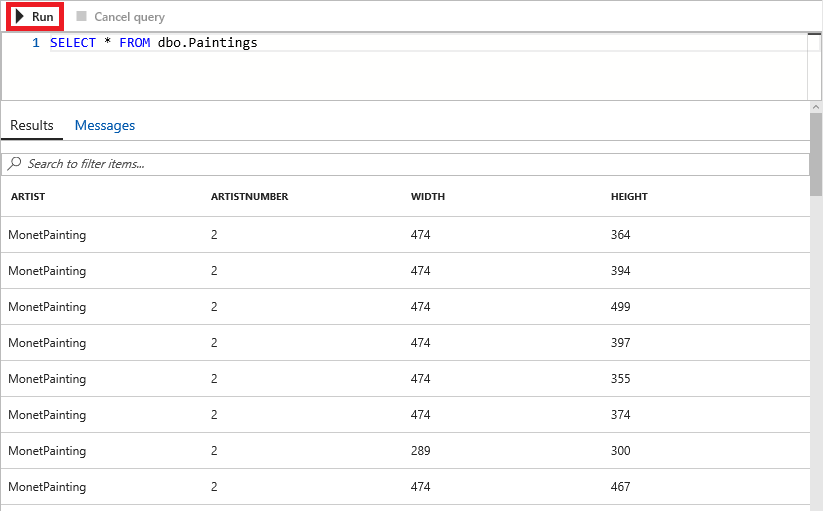 Run Cancel query
1 SELECT * FROM dbo.Paintings
Results Messages
Search to filter items...
ARTIST ARTISTNUMBER WIDTH HEIGHT
MonetPainting 2 474 364
MonetPainting 2 474 394
MonetPainting 2 474 499
MonetPainting 2 474 397
MonetPainting 2 474 355
MonetPainting 2 474 374
MonetPainting 2 289 300
MonetPainting 2 474 467